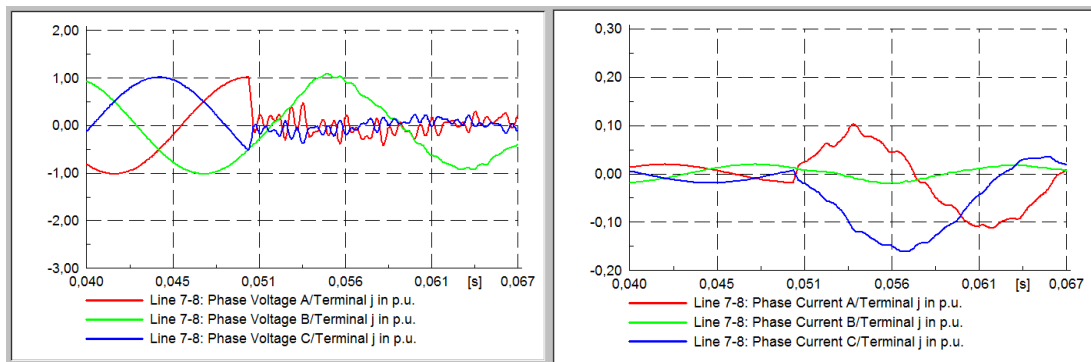 2,00
1,00
0,00
-1,00
-2,00
-3,00
0,040 0,045 0,051 0,056 0,061 [s] 0,067
Line 7-8: Phase Voltage A/Terminal j in p.u.
Line 7-8: Phase Voltage B/Terminal j in p.u.
Line 7-8: Phase Voltage C/Terminal j in p.u.
0,30
0,20
0,10
0,00
-0,10
-0,20
0,040 0,045 0,051 0,056 0,061 [s] 0,067
Line 7-8: Phase Current A/Terminal j in p.u.
Line 7-8: Phase Current B/Terminal j in p.u.
Line 7-8: Phase Current C/Terminal j in p.u.